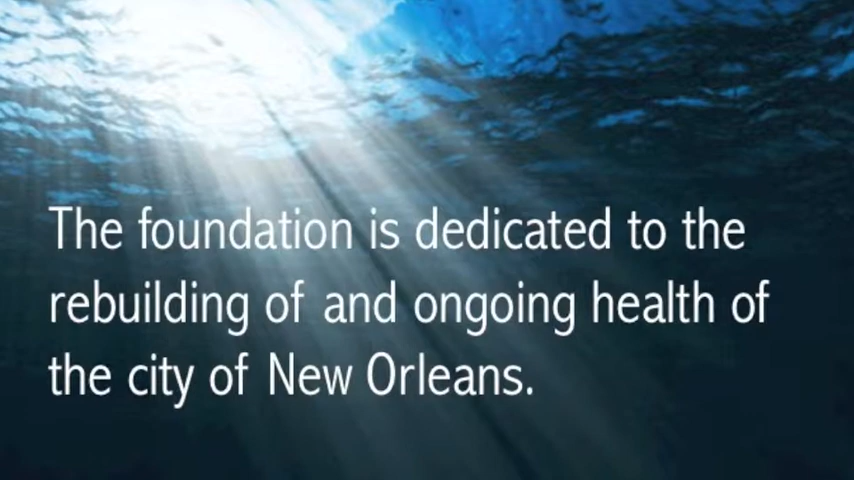 The foundation is dedicated to the
rebuilding of and ongoing health of
the city of New Orleans.